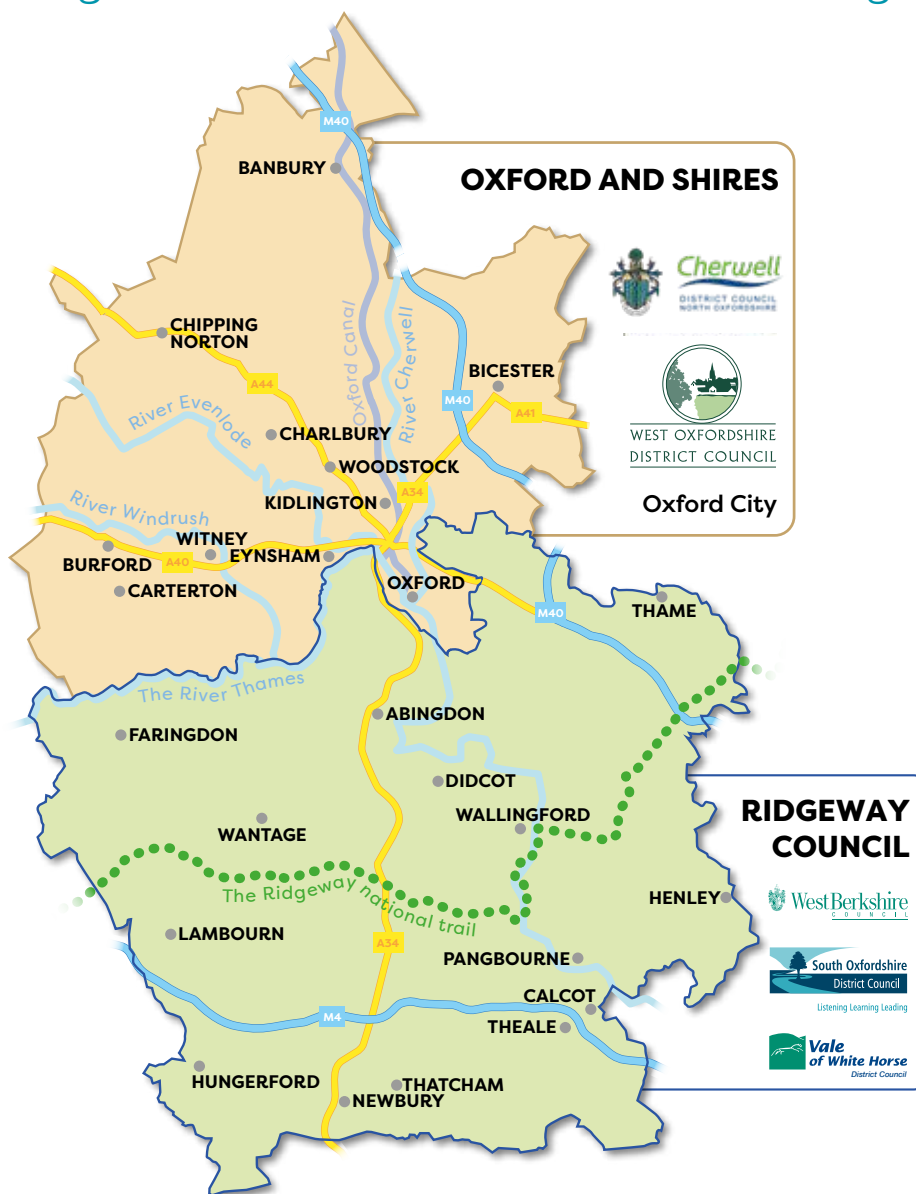 M40
BANBURY
OXFORD AND SHIRES
Cherwell
DISTRICT COUNCIL
NORTH OXFORDSHIRE
CHIPPING
NORTON
Oxford Canal
River Cherwell
BICESTER
A44
M40
A41
River Evenlode
CHARLBURY
WOODSTOCK
WEST OXFORDSHIRE
DISTRICT COUNCIL
KIDLINGTON
A34
Oxford City
River Windrush
WITNEY
BURFORD
A40
EYNSHAM
CARTERTON
OXFORD
M40
THAME
The River Thames
ABINGDON
FARINGDON
DIDCOT
WALLINGFORD
WANTAGE
RIDGEWAY
COUNCIL
The Ridgeway national trail
HENLEY
West Berkshire
COUNCIL
LAMBOURN
A34
PANGBOURNE
South Oxfordshire
District Council
Listening Learning Leading
CALCOT
M4
THEALE
Vale
of White Horse
District Council
HUNGERFORD
THATCHAM
NEWBURY